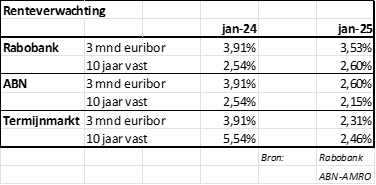 Renteverwachting
jan-24 jan-25
Rabobank 3 mnd euribor 3,91% 3,53%
10 jaar vast 2,54% 2,60%
ABN 3 mnd euribor 3,91% 2,60%
10 jaar vast 2,54% 2,15%
Termijnmarkt 3 mnd euribor 3,91% 2,31%
10 jaar vast 5,54% 2,46%
Bron: Rabobank
ABN-AMRO